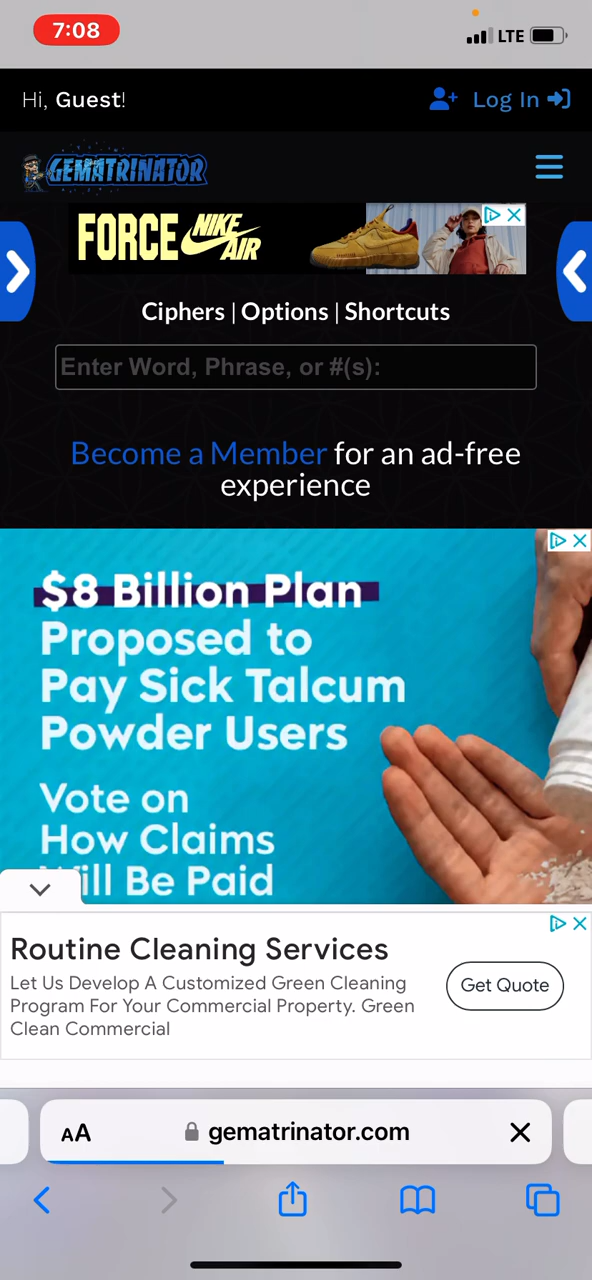 7:08
LTE
Hi, Guest!
Log In
GEMATRINATOR
FORCE NIKE AIR
Ciphers | Options | Shortcuts
Enter Word, Phrase, or #(s):
Become a Member for an ad-free
experience
$8 Billion Plan
Proposed to
Pay Sick Talcum
Powder Users
Vote on
How Claims
Will Be Paid
Routine Cleaning Services
Let Us Develop A Customized Green Cleaning
Program For Your Commercial Property. Green
Clean Commercial
Get Quote
AA
gematrinator.com